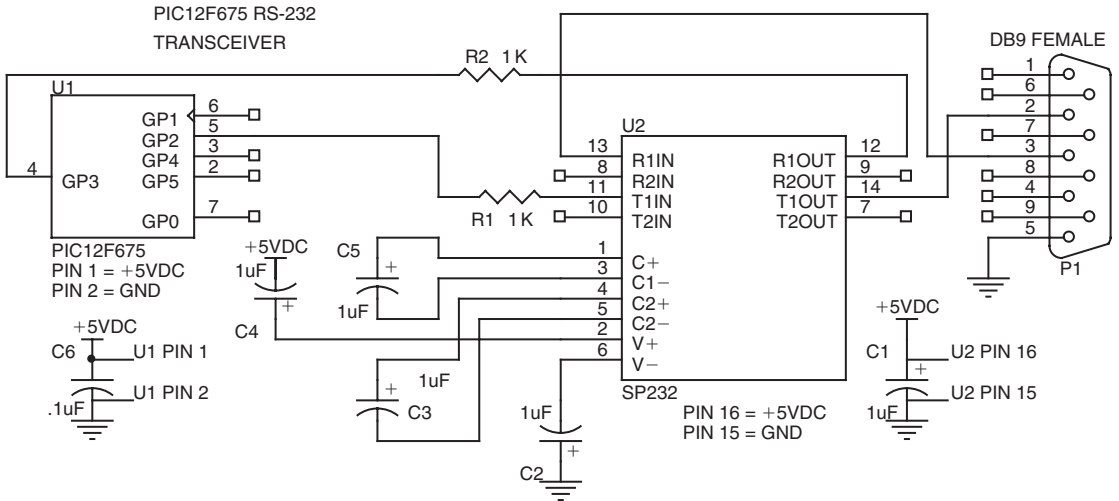 PIC12F675 RS-232
TRANSCEIVER
R2 1K
DB9 FEMALE
U1
GP1
GP2
GP4
GP5
GP3
GP0
6
5
3
2
4
7
PIC12F675
PIN 1 = +5VDC
PIN 2 = GND
R1 1K
U2
13
8
11
10
R1IN
R2IN
T1IN
T2IN
R1OUT
R2OUT
T1OUT
T2OUT
12
9
14
7
1
3
4
5
2
6
C+
C1−
C2+
C2−
V+
V−
SP232
PIN 16 = +5VDC
PIN 15 = GND
1
6
2
7
3
8
4
9
5
P1
+5VDC
1uF
+
C4
C5
+
1uF
+5VDC
C6
U1 PIN 1
U1 PIN 2
.1uF
+
1uF
C3
1uF
+
C2
+5VDC
C1
+
U2 PIN 16
U2 PIN 15
1uF